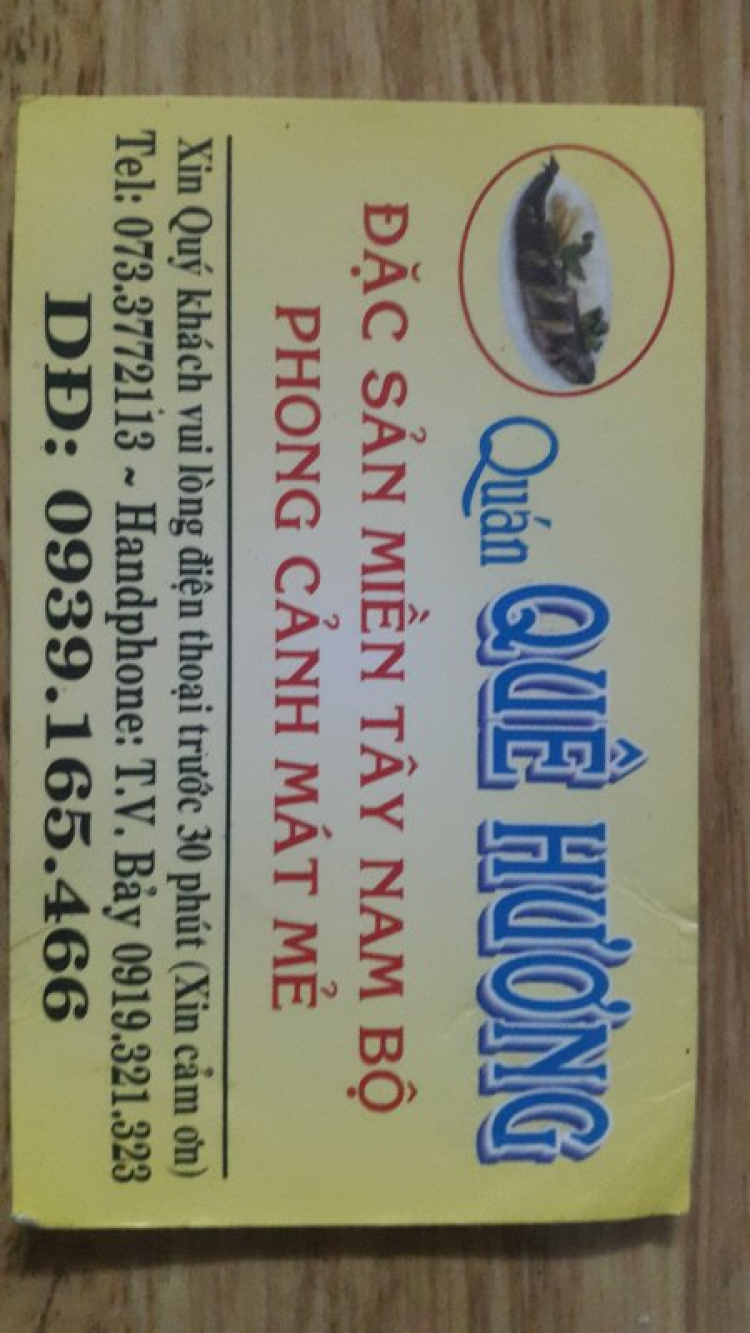 Quán QUÊ HƯƠNG
ĐẶC SẢN MIỀN TÂY NAM BỘ
PHONG CẢNH MÁT MẺ
Xin Quý khách vui lòng điện thoại trước 30 phút (Xin cảm ơn)
Tel: 073.3772113 ~ Handphone: T.V. Bảy 0919.321.323
DĐ: 0939.165.466